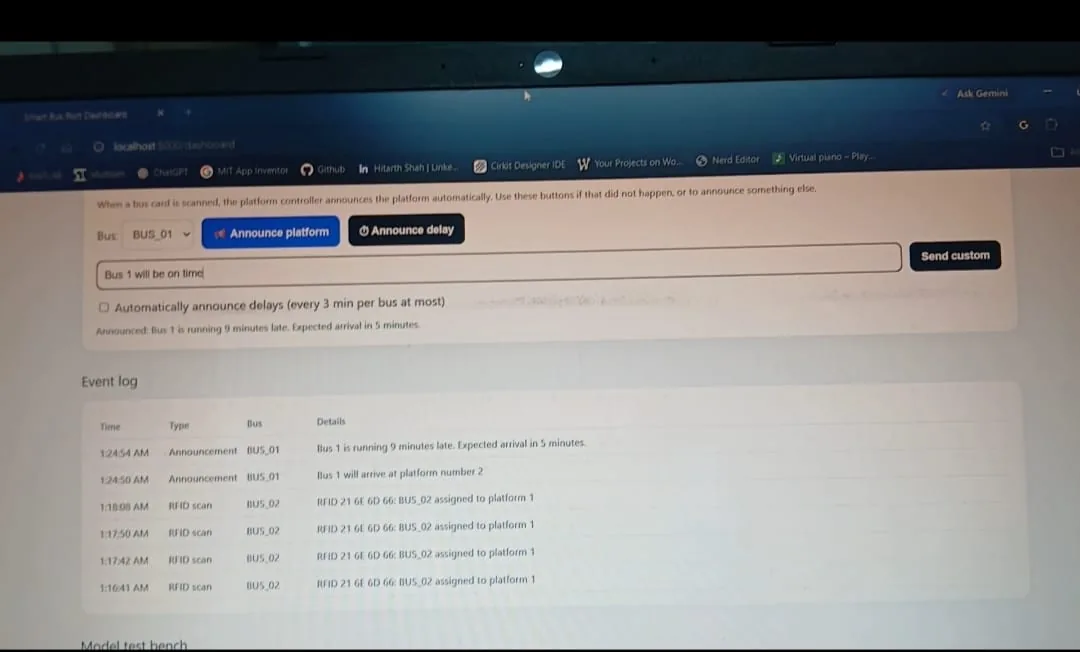 Smart Bus Port Dashboard
Ask Gemini
localhost:5000/dashboard
ChatGPT MIT App Inventor Github Hitarth Shah | Linke... Cirkit Designer IDE Your Projects on Wo... Nerd Editor Virtual piano – Play...
When a bus card is scanned, the platform controller announces the platform automatically. Use these buttons if that did not happen, or to announce something else.
Bus: BUS_01 Announce platform Announce delay
Bus 1 will be on time Send custom
Automatically announce delays (every 3 min per bus at most)
Announced: Bus 1 is running 9 minutes late. Expected arrival in 5 minutes.
Event log
Time Type Bus Details
1:24:54 AM Announcement BUS_01 Bus 1 is running 9 minutes late. Expected arrival in 5 minutes.
1:24:50 AM Announcement BUS_01 Bus 1 will arrive at platform number 2
1:18:08 AM RFID scan BUS_02 RFID 21 6E 6D 66: BUS_02 assigned to platform 1
1:17:50 AM RFID scan BUS_02 RFID 21 6E 6D 66: BUS_02 assigned to platform 1
1:17:42 AM RFID scan BUS_02 RFID 21 6E 6D 66: BUS_02 assigned to platform 1
1:16:41 AM RFID scan BUS_02 RFID 21 6E 6D 66: BUS_02 assigned to platform 1
Model test bench